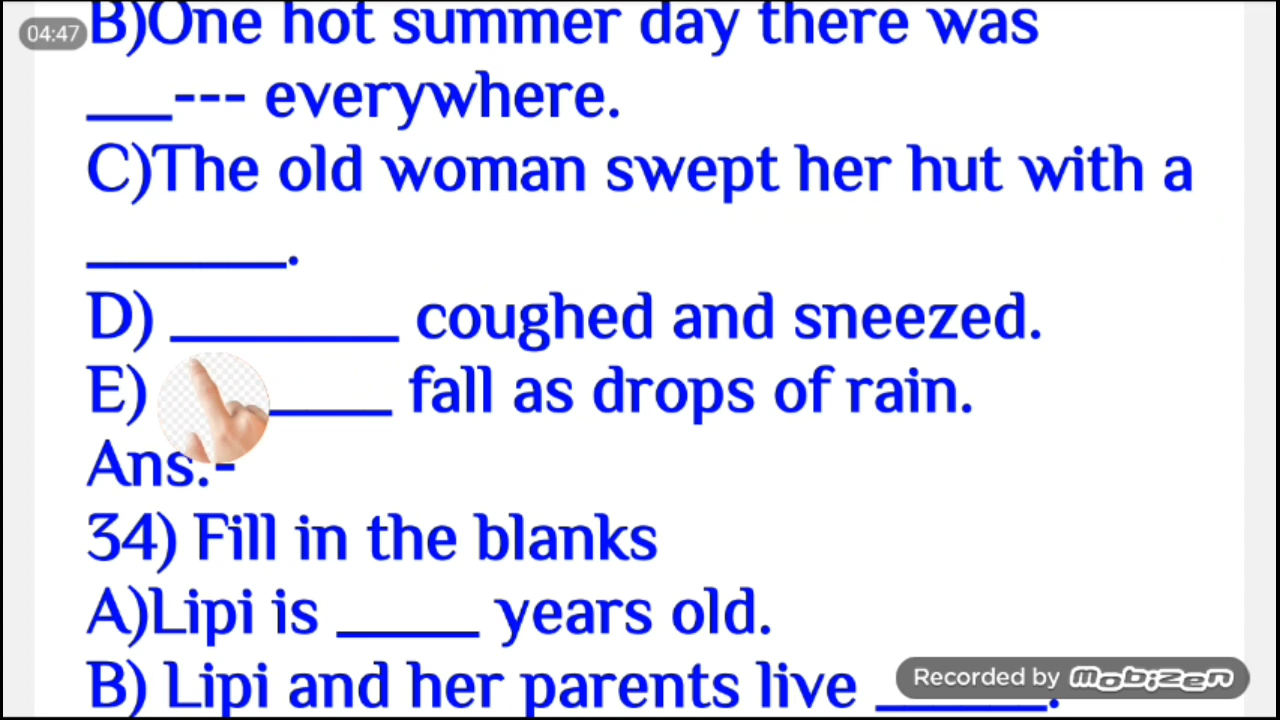 04:47
B)One hot summer day there was
___--- everywhere.
C)The old woman swept her hut with a
_______.
D) ________ coughed and sneezed.
E) ____ fall as drops of rain.
Ans.-
34) Fill in the blanks
A)Lipi is _____ years old.
B) Lipi and her parents live ______.
Recorded by Mobizen